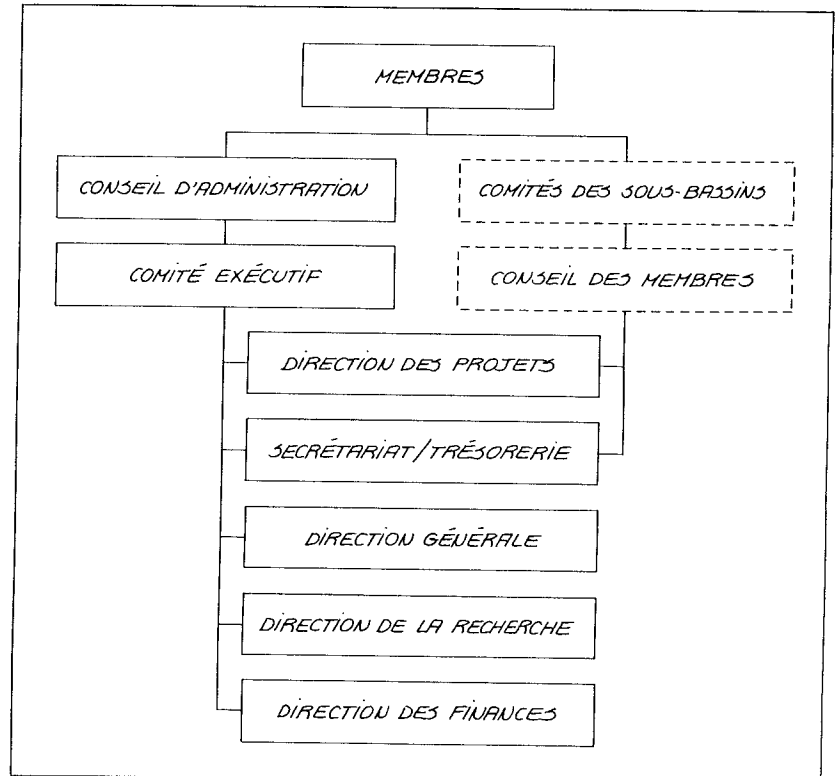 MEMBRES
CONSEIL D'ADMINISTRATION
COMITÉS DES SOUS-BASSINS
COMITÉ EXÉCUTIF
CONSEIL DES MEMBRES
DIRECTION DES PROJETS
SECRÉTARIAT/TRÉSORERIE
DIRECTION GÉNÉRALE
DIRECTION DE LA RECHERCHE
DIRECTION DES FINANCES